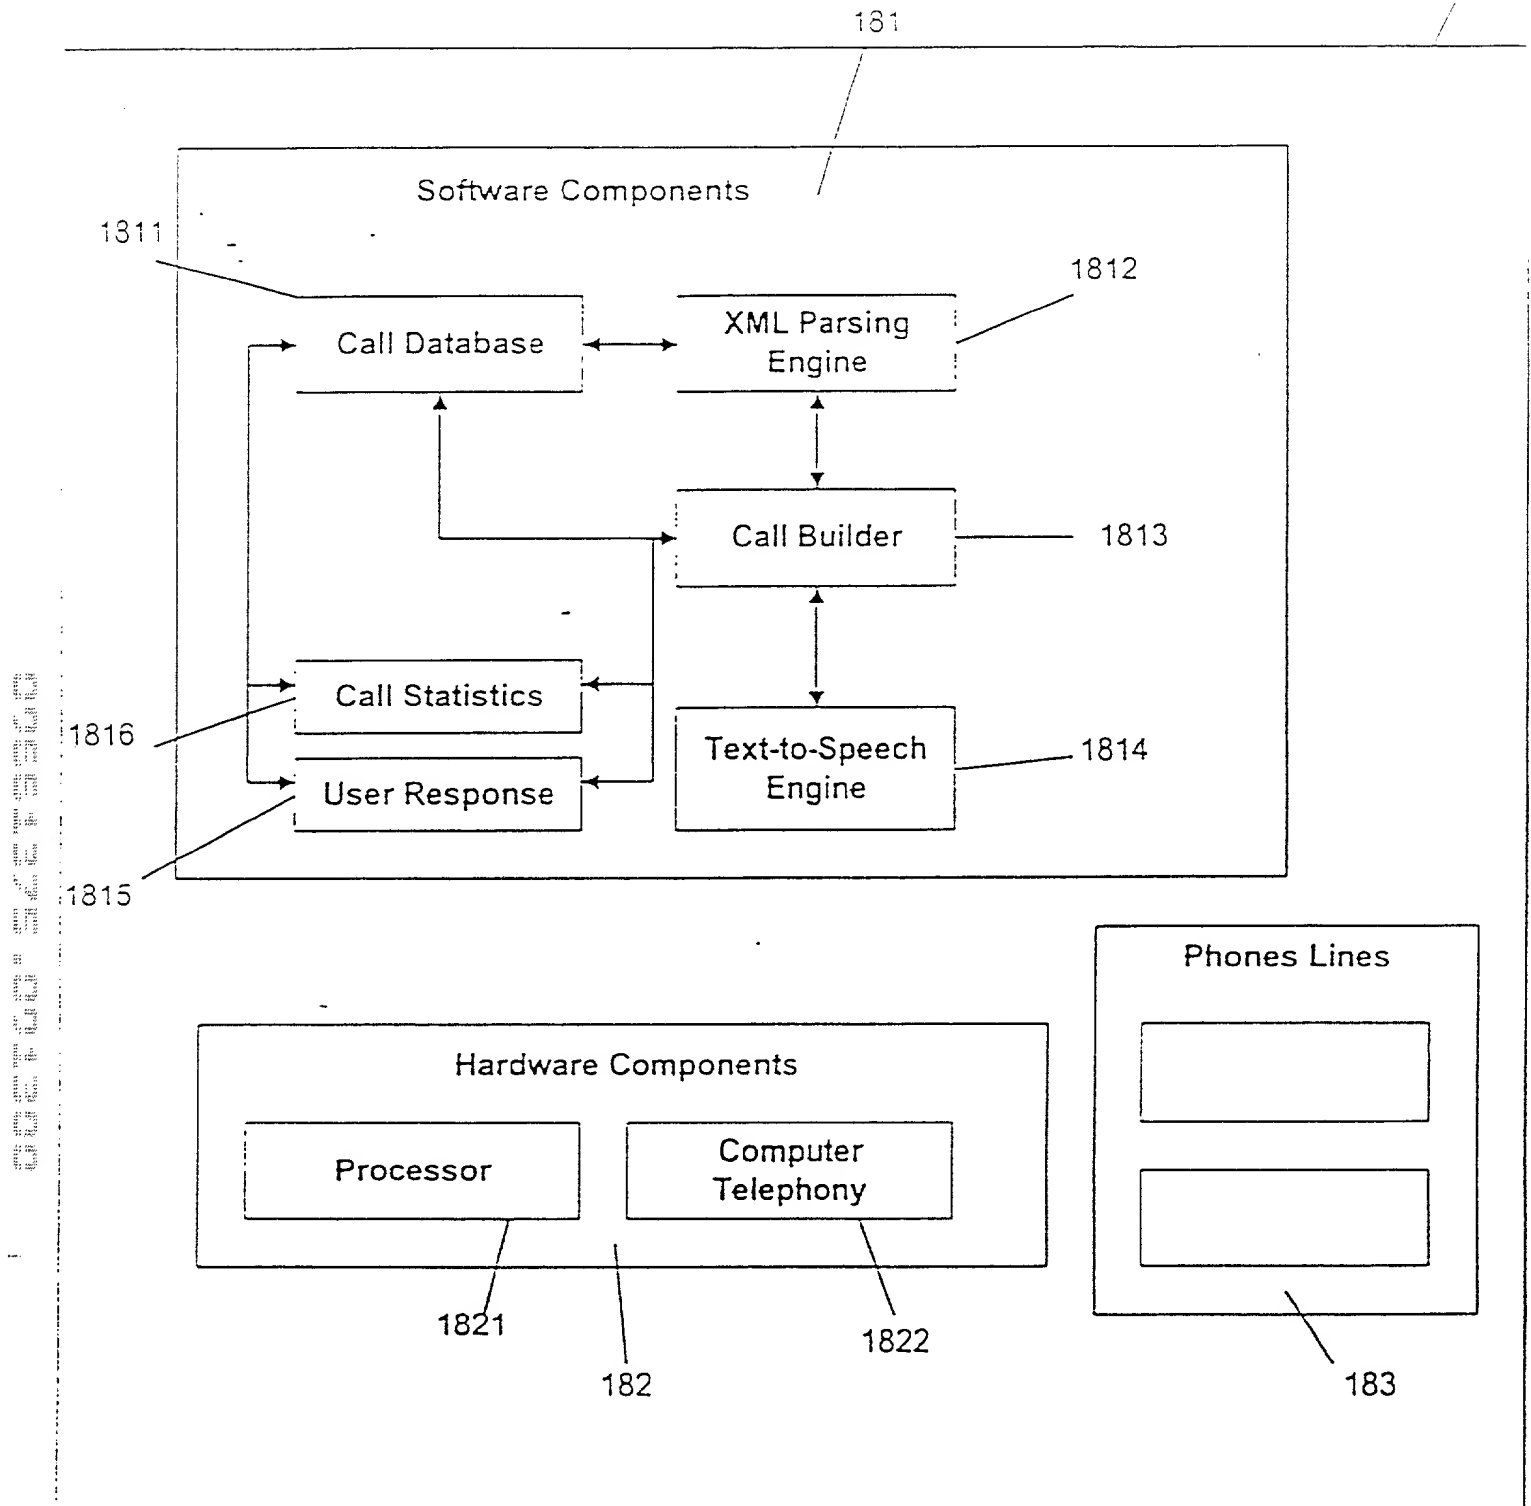 181
Software Components
1811
1812
Call Database
XML Parsing
Engine
Call Builder
1813
Call Statistics
1816
Text-to-Speech
Engine
1814
User Response
1815
Phones Lines
Hardware Components
Processor
Computer
Telephony
1821
1822
182
183